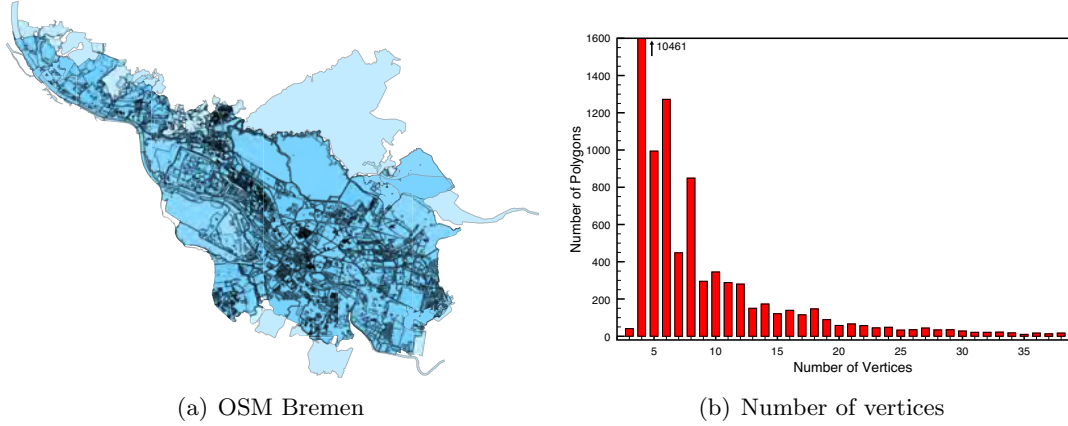 10461
1600
1400
1200
1000
800
600
400
200
0
Number of Polygons
5 10 15 20 25 30 35
Number of Vertices
(a) OSM Bremen
(b) Number of vertices